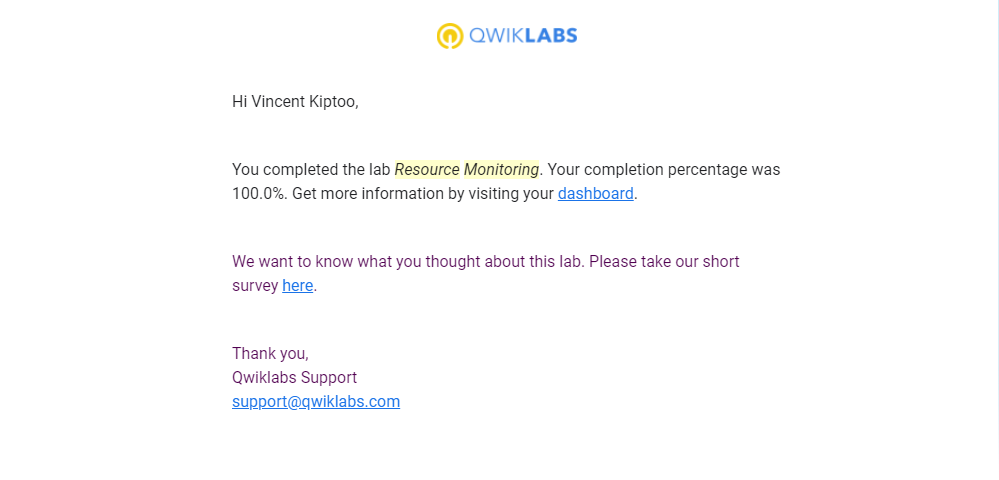 QWIKLABS
Hi Vincent Kiptoo,
You completed the lab Resource Monitoring. Your completion percentage was
100.0%. Get more information by visiting your dashboard.
We want to know what you thought about this lab. Please take our short
survey here.
Thank you,
Qwiklabs Support
support@qwiklabs.com